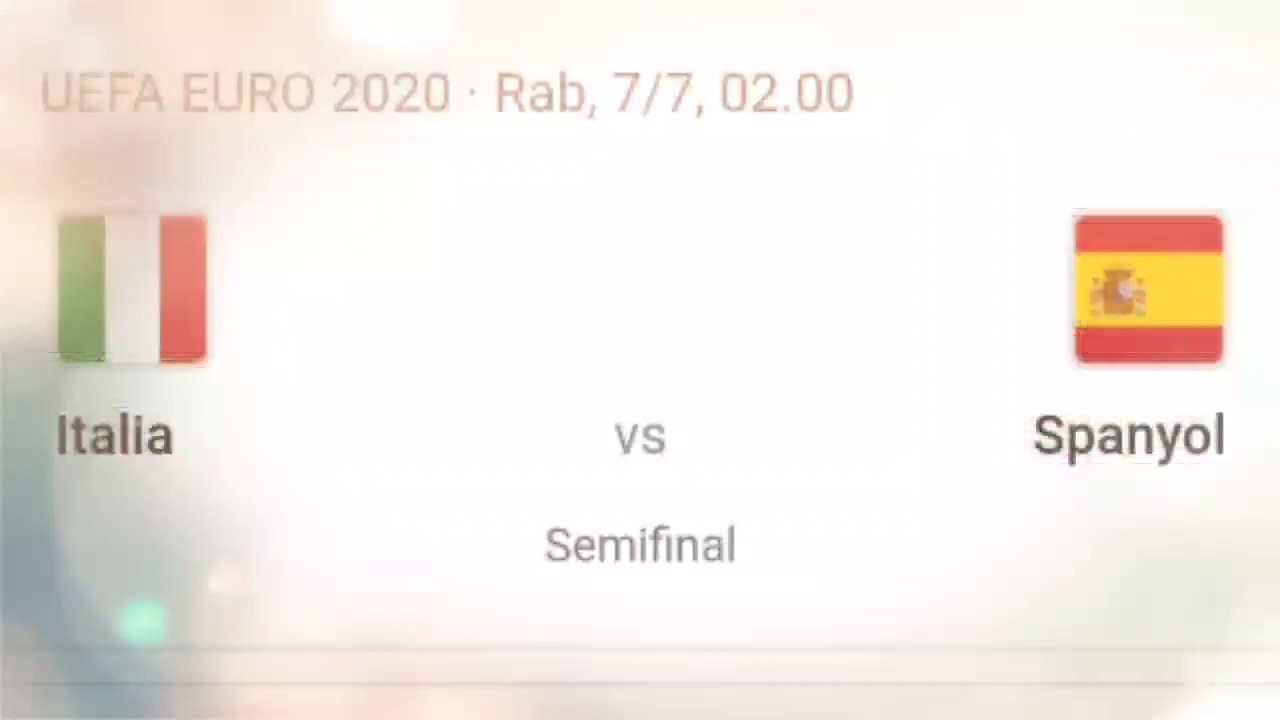 UEFA EURO 2020 · Rab, 7/7, 02.00
Italia
vs
Spanyol
Semifinal